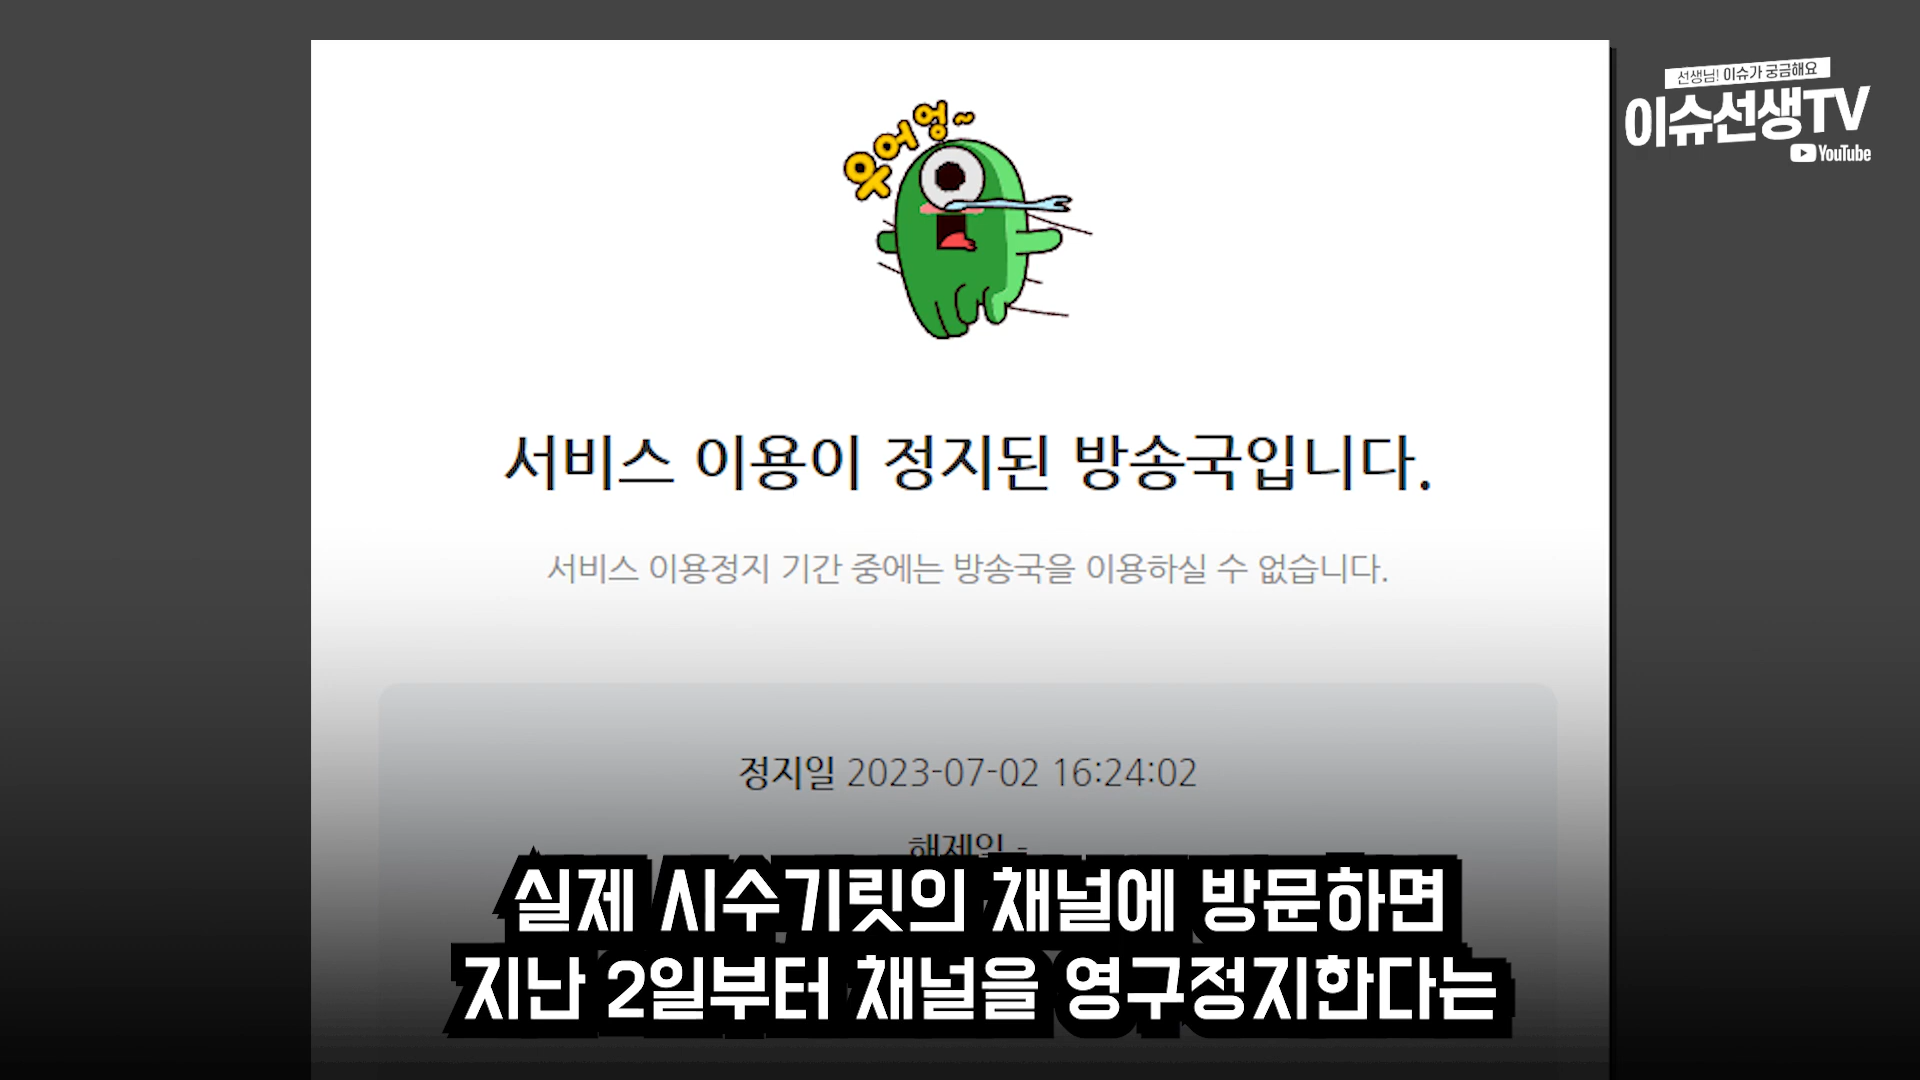 우어엉~
선생님! 이슈가 궁금해요
이슈선생TV
YouTube
서비스 이용이 정지된 방송국입니다.
서비스 이용정지 기간 중에는 방송국을 이용하실 수 없습니다.
정지일 2023-07-02 16:24:02
해제일 -
실제 시수기릿의 채널에 방문하면
지난 2일부터 채널을 영구정지한다는